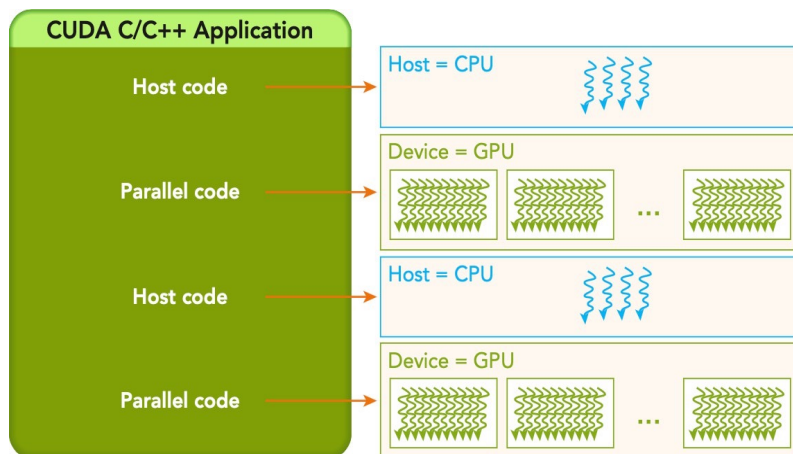 CUDA C/C++ Application
Host code
Host = CPU
Parallel code
Device = GPU
...
Host code
Host = CPU
Parallel code
Device = GPU
...